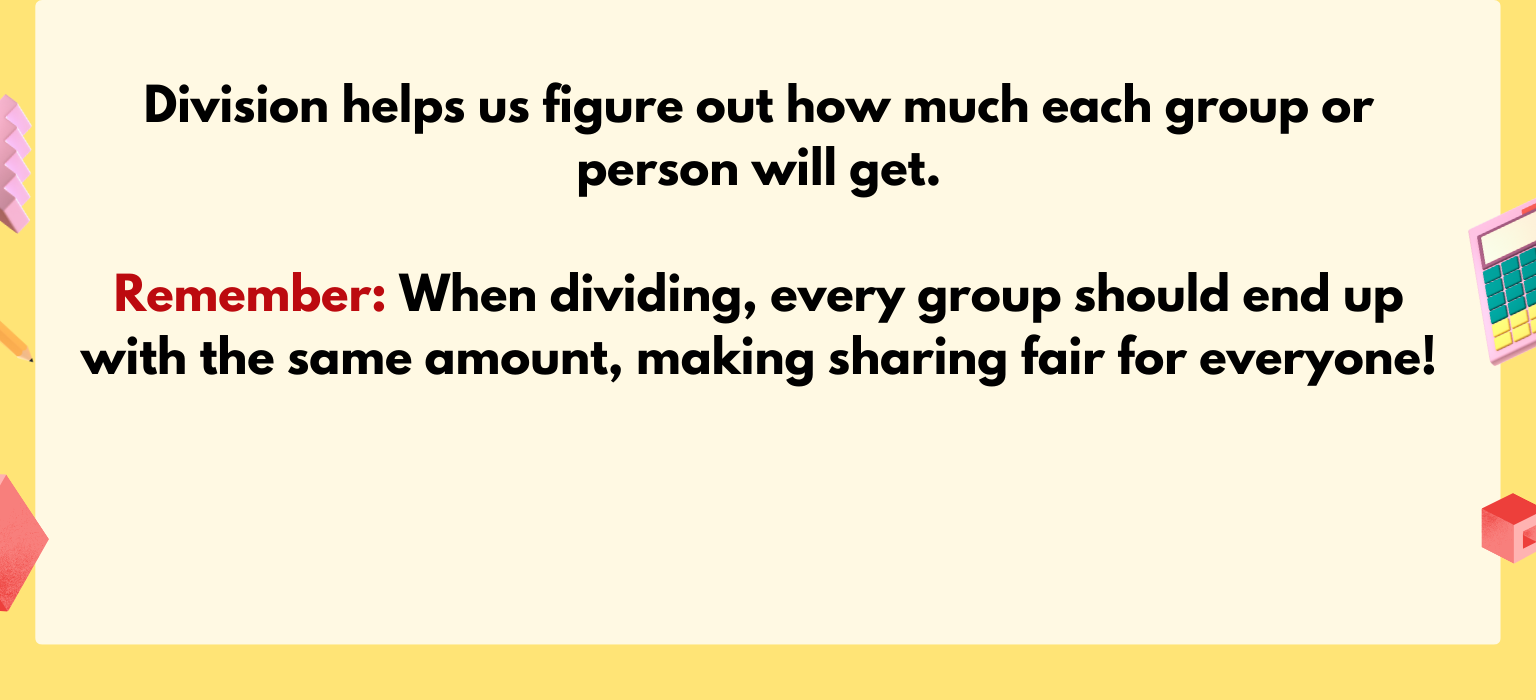 Division helps us figure out how much each group or
person will get.
Remember: When dividing, every group should end up
with the same amount, making sharing fair for everyone!